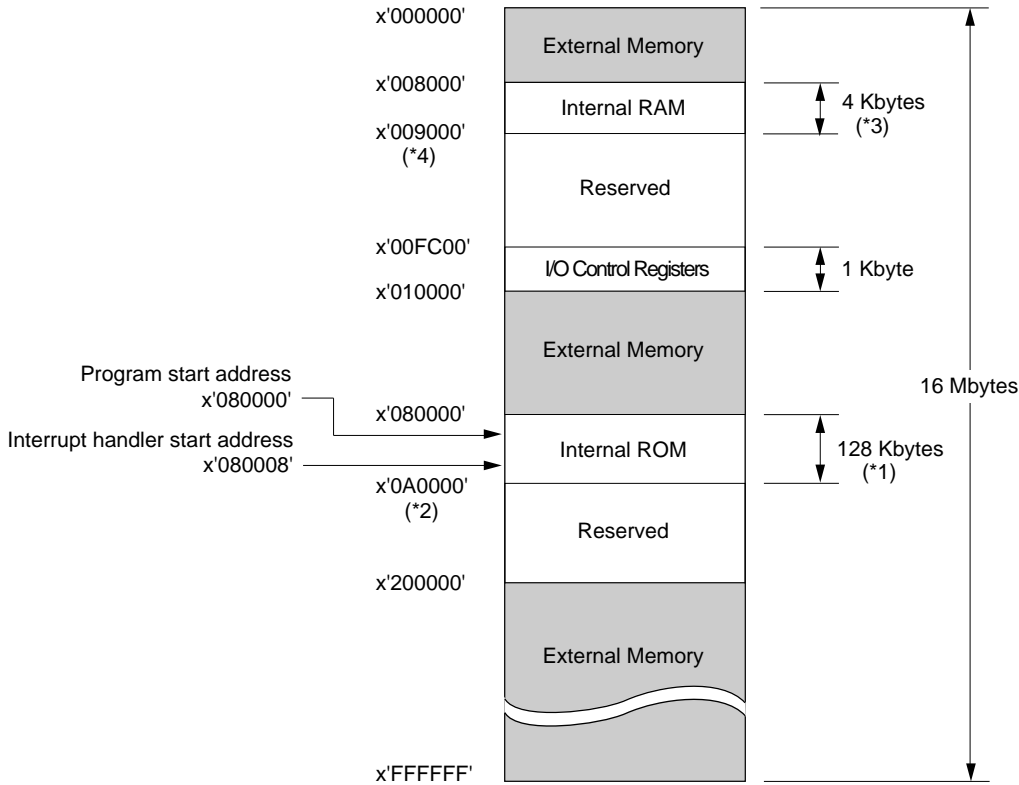 x'000000'
External Memory
x'008000'
Internal RAM
4 Kbytes
(*3)
x'009000'
(*4)
Reserved
x'00FC00'
I/O Control Registers
1 Kbyte
x'010000'
External Memory
16 Mbytes
Program start address
x'080000'
x'080000'
Interrupt handler start address
x'080008'
Internal ROM
128 Kbytes
(*1)
x'0A0000'
(*2)
Reserved
x'200000'
External Memory
x'FFFFFF'